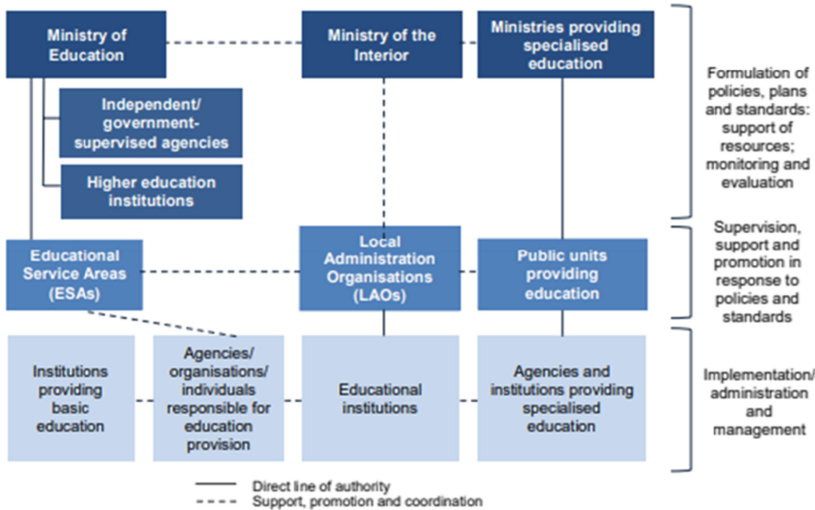 Ministry of
Education
Ministry of the
Interior
Ministries providing
specialised
education
Independent/
government-
supervised agencies
Higher education
institutions
Formulation of
policies, plans
and standards:
support of
resources;
monitoring and
evaluation
Educational
Service Areas
(ESAs)
Local
Administration
Organisations
(LAOs)
Public units
providing
education
Supervision,
support and
promotion in
response to
policies and
standards
Institutions
providing
basic
education
Agencies/
organisations/
individuals
responsible for
education
provision
Educational
institutions
Agencies and
institutions providing
specialised
education
Implementation/
administration
and
management
Direct line of authority
Support, promotion and coordination